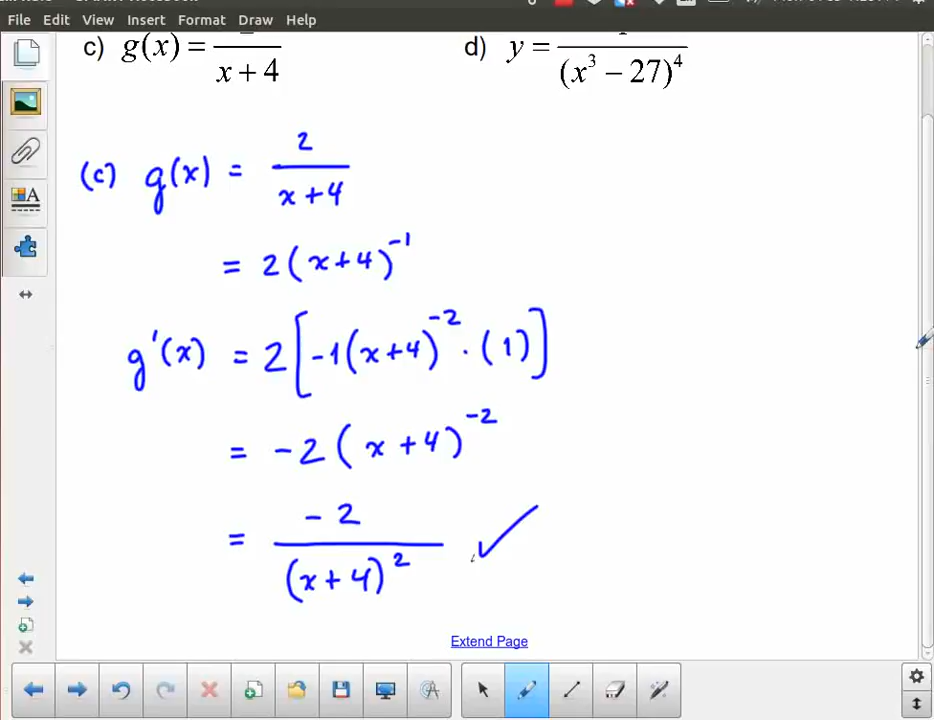 File Edit View Insert Format Draw Help
c) g(x) = /(x + 4)
d) y = /(x³ − 27)⁴
(c) g(x) = 2/(x+4)
= 2(x+4)⁻¹
g'(x) = 2[-1(x+4)⁻² · (1)]
= -2(x+4)⁻²
= -2/(x+4)² ✓
Extend Page